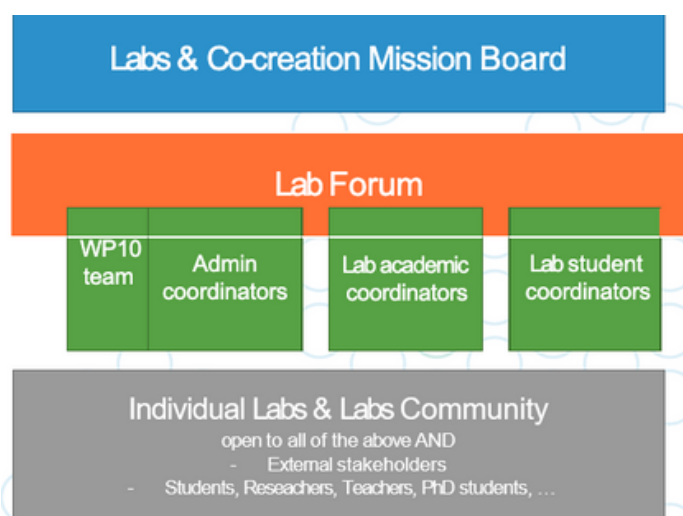 Labs & Co-creation Mission Board
Lab Forum
WP10
team
Admin
coordinators
Lab academic
coordinators
Lab student
coordinators
Individual Labs & Labs Community
open to all of the above AND
- External stakeholders
- Students, Reseachers, Teachers, PhD students, ...